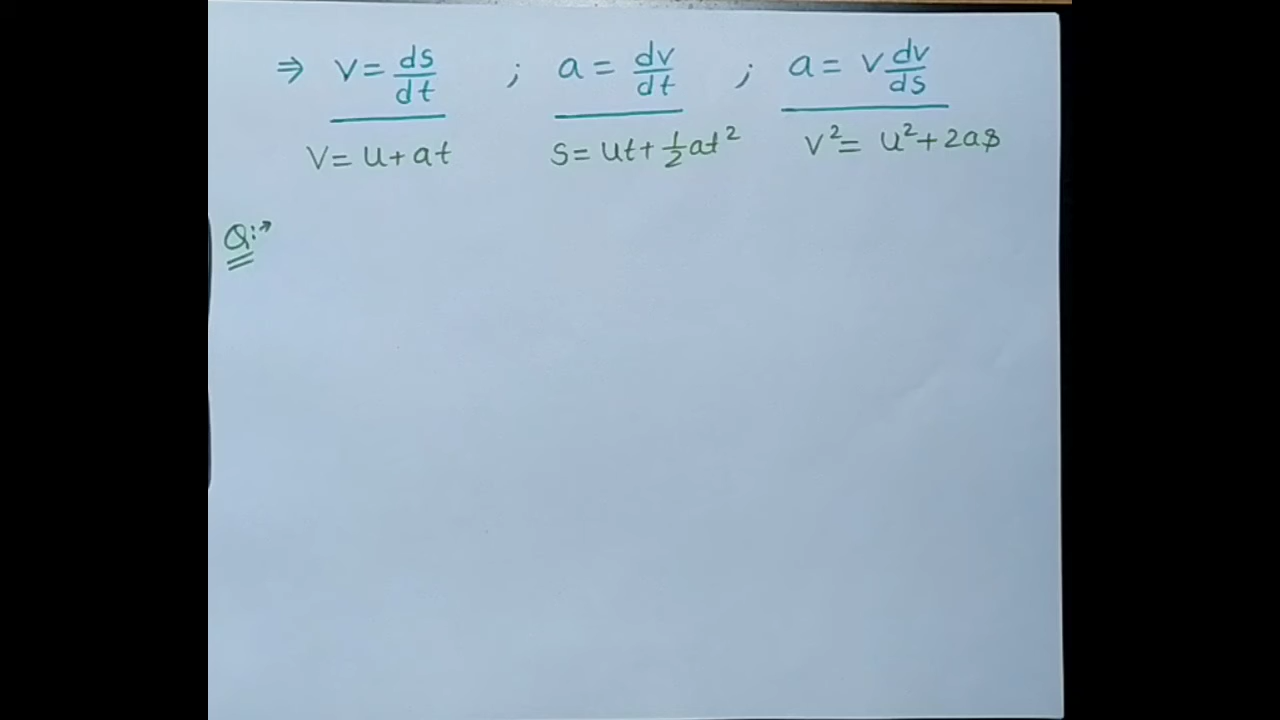 ⇒ v = ds/dt ; a = dv/dt ; a = v dv/ds
v = u + at s = ut + ½at² v² = u² + 2as
Q:→